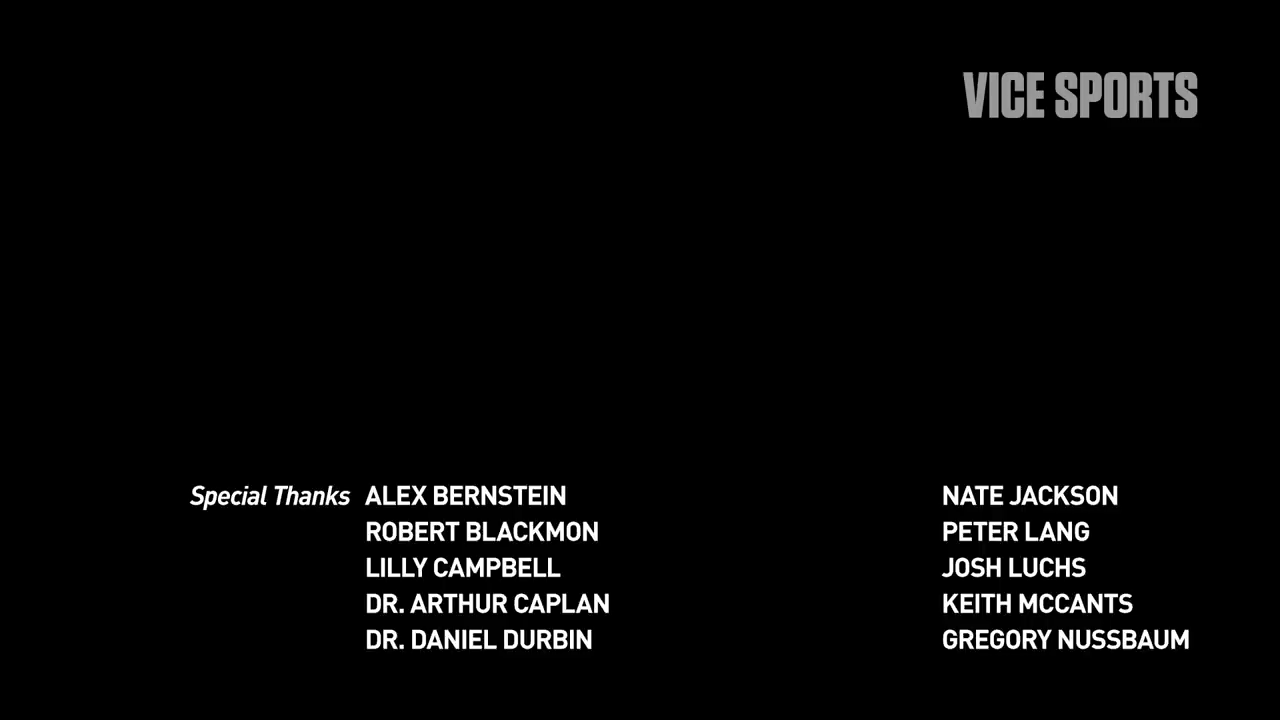 VICE SPORTS
Special Thanks ALEX BERNSTEIN NATE JACKSON
ROBERT BLACKMON PETER LANG
LILLY CAMPBELL JOSH LUCHS
DR. ARTHUR CAPLAN KEITH MCCANTS
DR. DANIEL DURBIN GREGORY NUSSBAUM